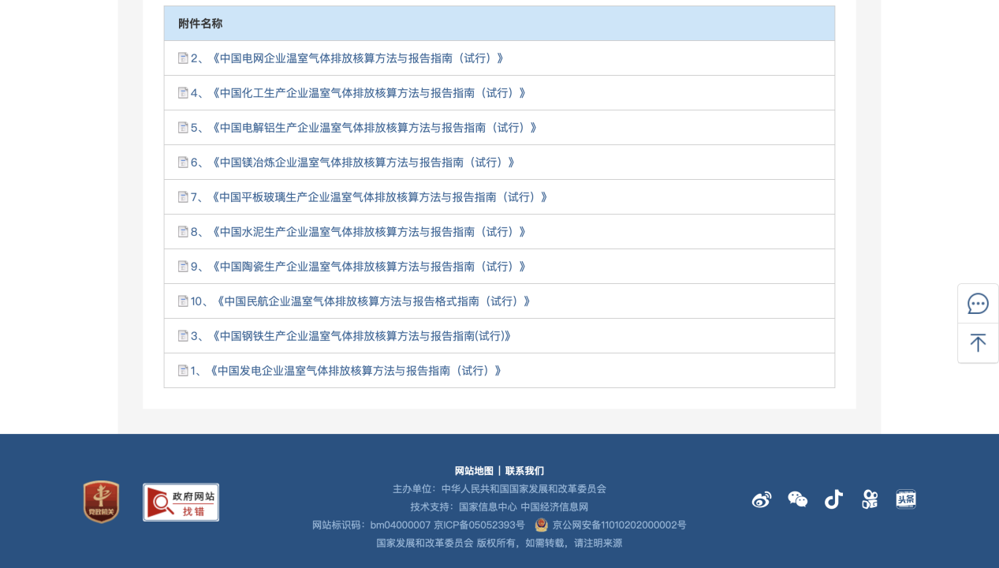 附件名称
2、《中国电网企业温室气体排放核算方法与报告指南（试行）》
4、《中国化工生产企业温室气体排放核算方法与报告指南（试行）》
5、《中国电解铝生产企业温室气体排放核算方法与报告指南（试行）》
6、《中国镁冶炼企业温室气体排放核算方法与报告指南（试行）》
7、《中国平板玻璃生产企业温室气体排放核算方法与报告指南（试行）》
8、《中国水泥生产企业温室气体排放核算方法与报告指南（试行）》
9、《中国陶瓷生产企业温室气体排放核算方法与报告指南（试行）》
10、《中国民航企业温室气体排放核算方法与报告格式指南（试行）》
3、《中国钢铁生产企业温室气体排放核算方法与报告指南(试行)》
1、《中国发电企业温室气体排放核算方法与报告指南（试行）》
网站地图 | 联系我们
主办单位：中华人民共和国国家发展和改革委员会
技术支持：国家信息中心 中国经济信息网
网站标识码：bm04000007 京ICP备05052393号 京公网安备11010202000002号
国家发展和改革委员会 版权所有，如需转载，请注明来源
党政机关
政府网站
找错
头条